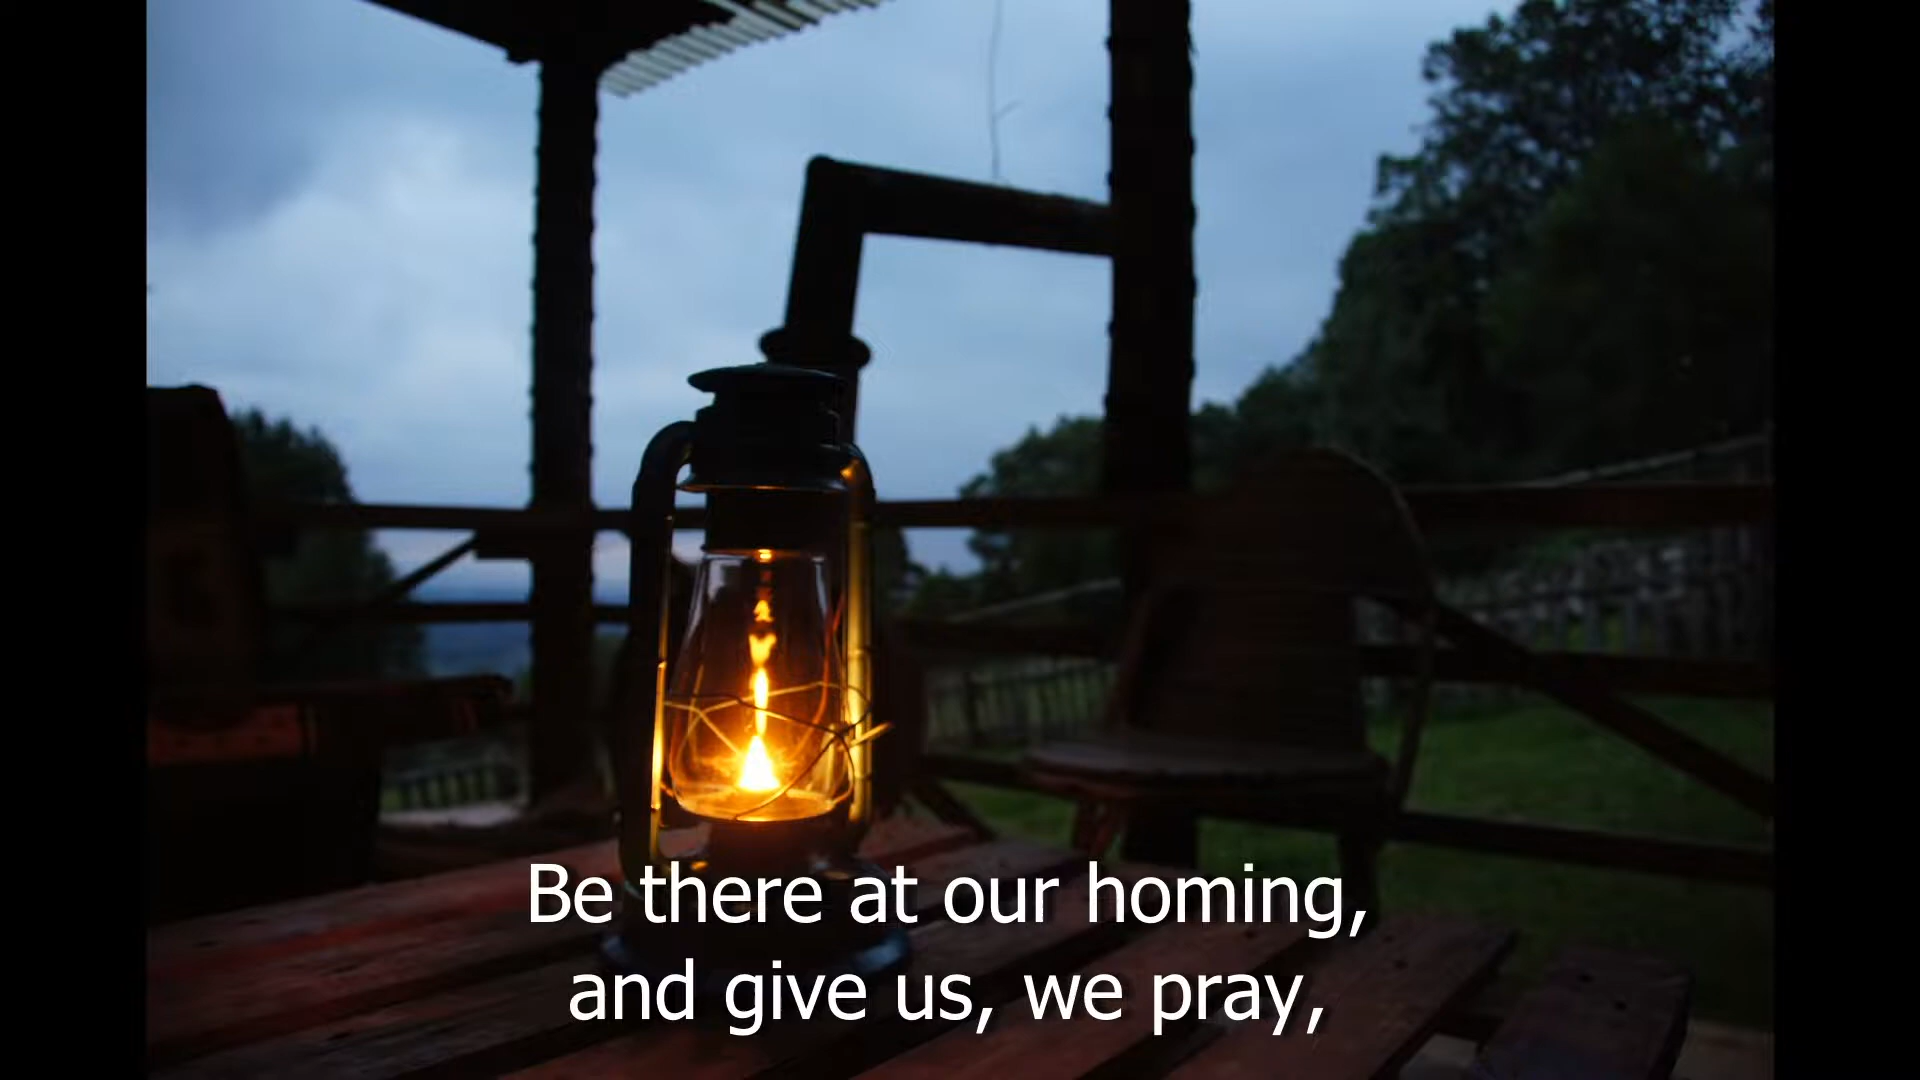 Be there at our homing,
and give us, we pray,